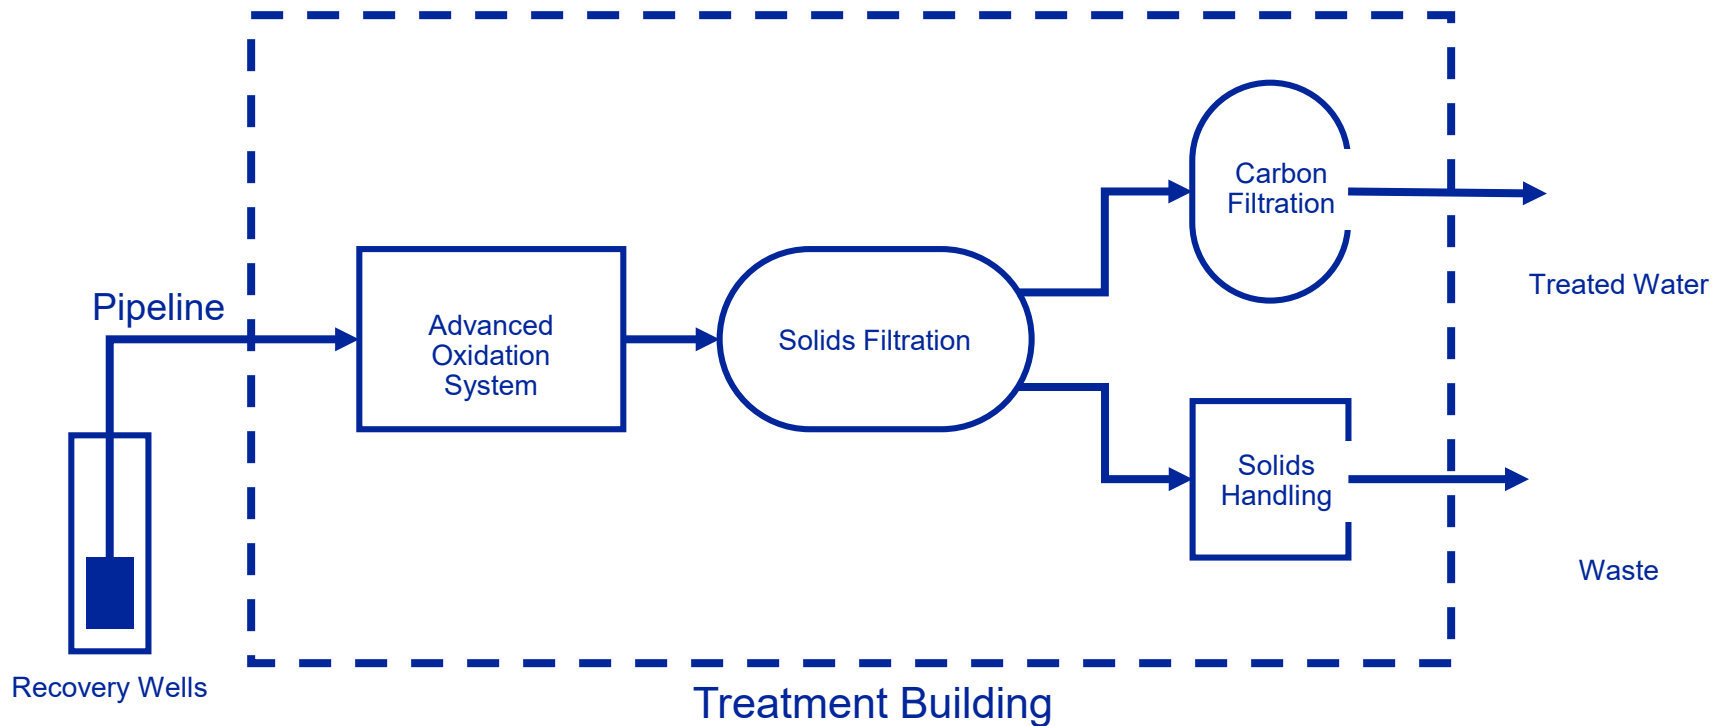 Pipeline
Recovery Wells
Advanced
Oxidation
System
Solids Filtration
Carbon
Filtration
Solids
Handling
Treated Water
Waste
Treatment Building